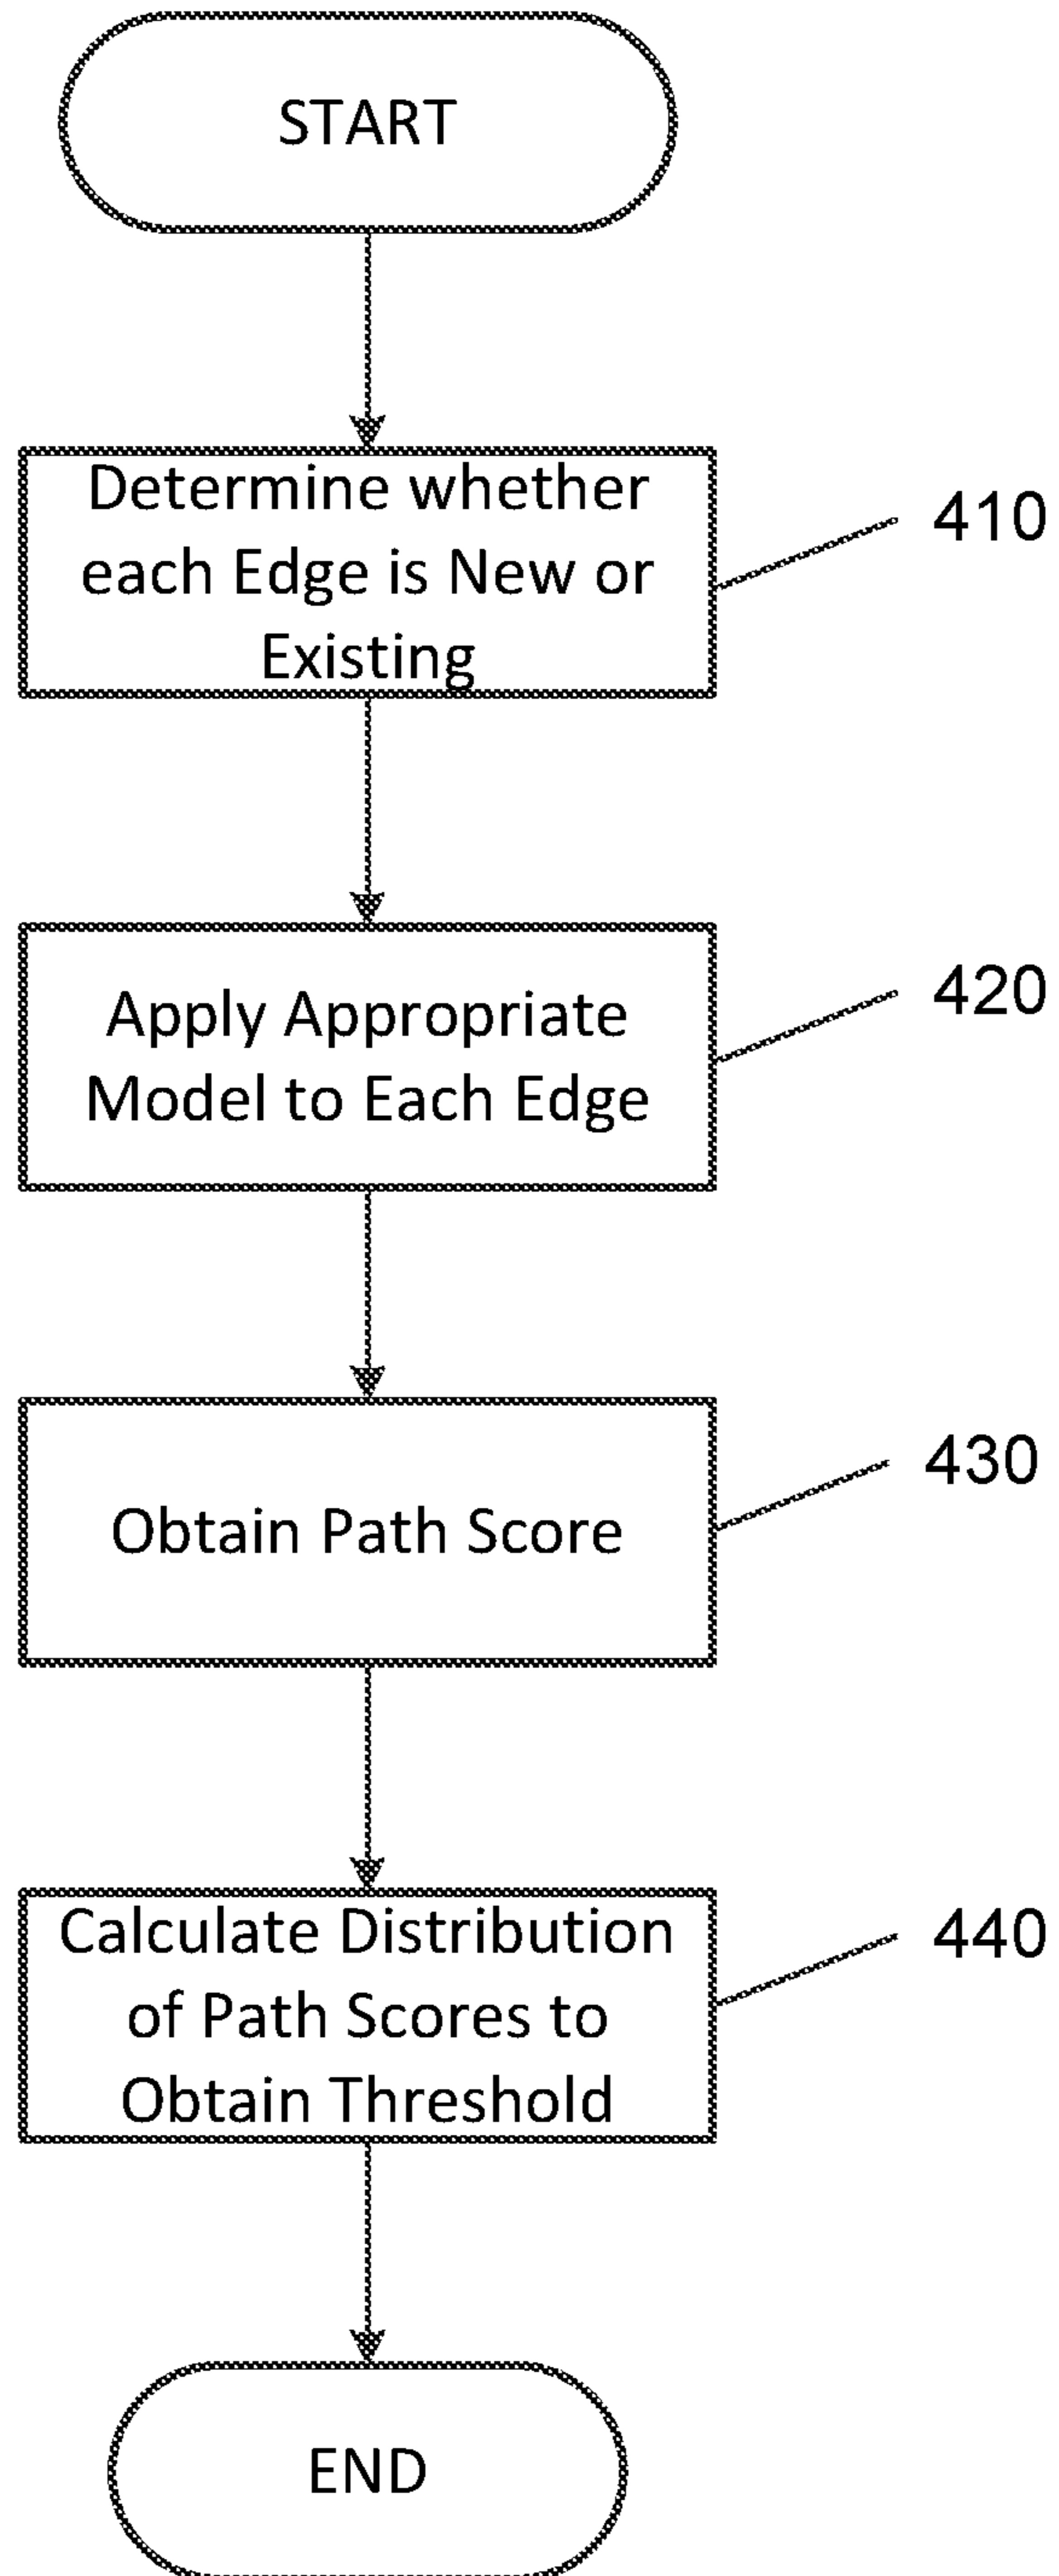 START
Determine whether
each Edge is New or
Existing
410
Apply Appropriate
Model to Each Edge
420
Obtain Path Score
430
Calculate Distribution
of Path Scores to
Obtain Threshold
440
END